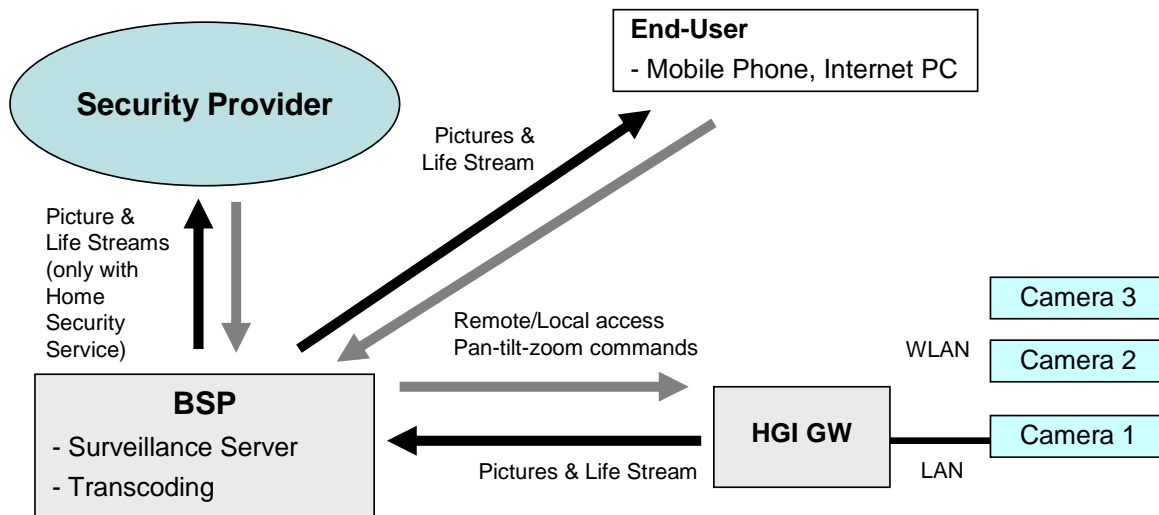 End-User
- Mobile Phone, Internet PC
Security Provider
Pictures &
Life Stream
Picture &
Life Streams
(only with
Home
Security
Service)
Remote/Local access
Pan-tilt-zoom commands
Camera 3
WLAN
Camera 2
BSP
- Surveillance Server
- Transcoding
HGI GW
Camera 1
LAN
Pictures & Life Stream